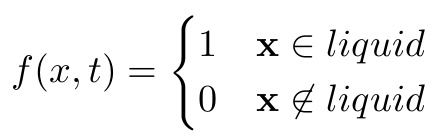 f(x, t) = { 1 𝐱 ∈ liquid
0 𝐱 ∉ liquid